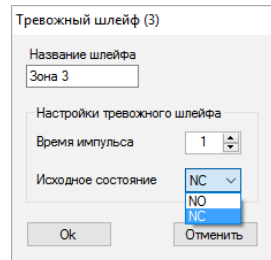 Тревожный шлейф (3)
Название шлейфа
Зона 3
Настройки тревожного шлейфа
Время импульса 1
Исходное состояние NC
NO
NC
Ok Отменить